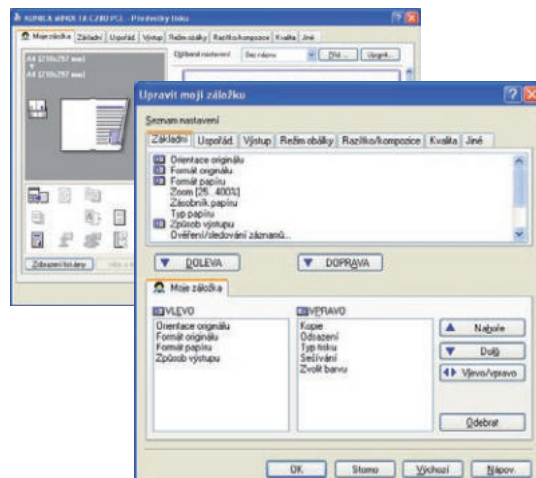 KONICA MINOLTA C240 PCL - Předvolby tisku
Moje záložka Základní Uspořád. Výstup Režim obálky Razítko/kompozice Kvalita Jiné
A4 [210x297 mm]
A4 [210x297 mm]
Oblíbené nastavení Bez názvu Přid... Upravit...
Zobrazení tiskárny
Upravit moji záložku
Seznam nastavení
Základní Uspořád. Výstup Režim obálky Razítko/kompozice Kvalita Jiné
Orientace originálu
Formát originálu
Formát papíru
Zoom [25..400%]
Zásobník papíru
Typ papíru
Způsob výstupu
Ověření/sledování záznamů...
DOLEVA DOPRAVA
Moje záložka
VLEVO
Orientace originálu
Formát originálu
Formát papíru
Způsob výstupu
VPRAVO
Kopie
Odsazení
Typ tisku
Sešívání
Zvolit barvu
Nahoře
Dolů
Vlevo/vpravo
Odebrat
OK Storno Výchozí Nápov.